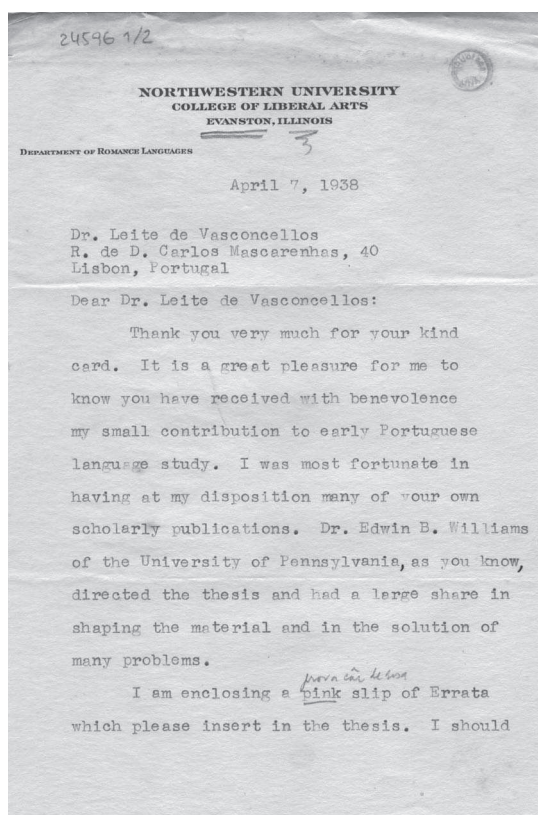 24596 1/2
NORTHWESTERN UNIVERSITY
COLLEGE OF LIBERAL ARTS
EVANSTON, ILLINOIS
3
DEPARTMENT OF ROMANCE LANGUAGES
April 7, 1938
Dr. Leite de Vasconcellos
R. de D. Carlos Mascarenhas, 40
Lisbon, Portugal
Dear Dr. Leite de Vasconcellos:
Thank you very much for your kind
card. It is a great pleasure for me to
know you have received with benevolence
my small contribution to early Portuguese
language study. I was most fortunate in
having at my disposition many of your own
scholarly publications. Dr. Edwin B. Williams
of the University of Pennsylvania, as you know,
directed the thesis and had a large share in
shaping the material and in the solution of
many problems.
côr de rosa
I am enclosing a pink slip of Errata
which please insert in the thesis. I should